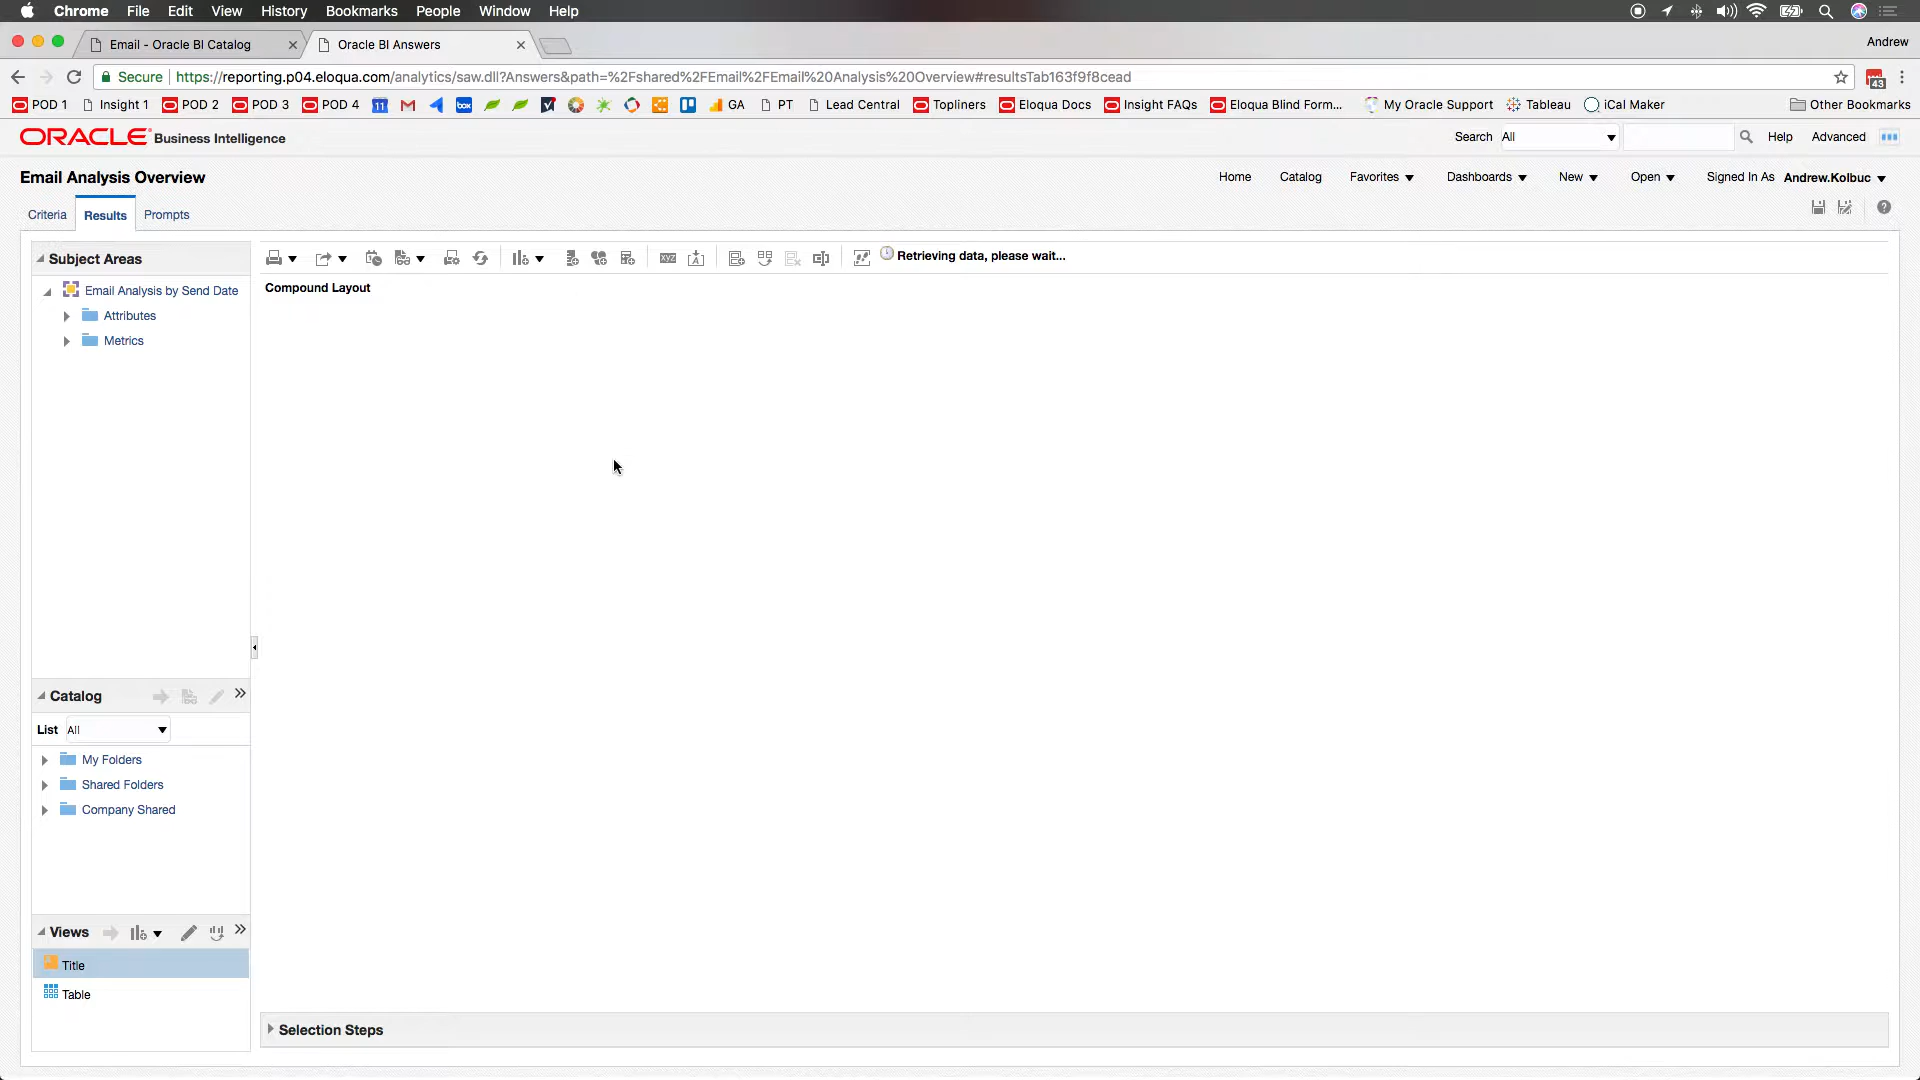 Chrome File Edit View History Bookmarks People Window Help
Email - Oracle BI Catalog
Oracle BI Answers
Andrew
Secure https://reporting.p04.eloqua.com/analytics/saw.dll?Answers&path=%2Fshared%2FEmail%2FEmail%20Analysis%20Overview#resultsTab163f9f8cead
43
POD 1 Insight 1 POD 2 POD 3 POD 4 11 box GA PT Lead Central Topliners Eloqua Docs Insight FAQs Eloqua Blind Form... My Oracle Support Tableau iCal Maker Other Bookmarks
ORACLE Business Intelligence
Search All Help Advanced
Email Analysis Overview
Home Catalog Favorites Dashboards New Open Signed In As Andrew.Kolbuc
Criteria Results Prompts
Subject Areas
xyz
Retrieving data, please wait...
Email Analysis by Send Date
Compound Layout
Attributes
Metrics
Catalog
List All
My Folders
Shared Folders
Company Shared
Views
Title
Table
Selection Steps